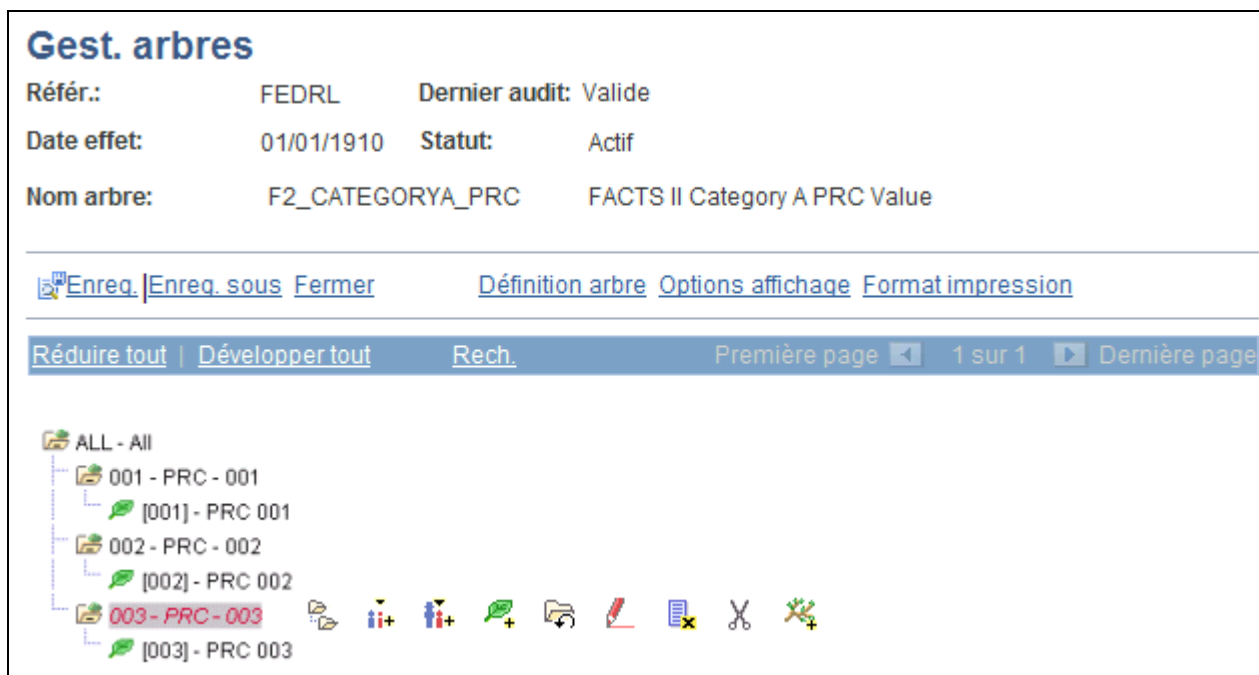 Gest. arbres
Référ.: FEDRL Dernier audit: Valide
Date effet: 01/01/1910 Statut: Actif
Nom arbre: F2_CATEGORYA_PRC FACTS II Category A PRC Value
Enreg. Enreg. sous Fermer Définition arbre Options affichage Format impression
Réduire tout | Développer tout Rech. Première page 1 sur 1 Dernière page
ALL - All
001 - PRC - 001
[001] - PRC 001
002 - PRC - 002
[002] - PRC 002
003 - PRC - 003
[003] - PRC 003